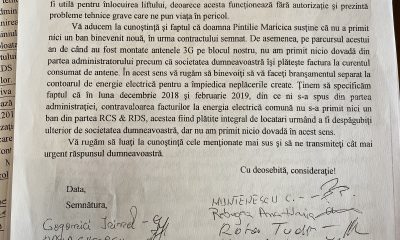 fi utilă pentru înlocuirea liftului, deoarece acesta funcționează fără autorizație și prezintă
probleme tehnice grave care ne pun viața în pericol.
Vă aducem la cunoștință și faptul că doamna Pintilie Maricica susține că nu a primit
nici un ban binevenit nouă, în urma contractului semnat. De asemenea, pe parcursul acestui
an de când au fost montate antenele 3G pe blocul nostru, nu am primit nicio dovadă din
partea administratorului precum că societatea dumneavoastră își plătește factura la curentul
consumat de antene. În acest sens vă rugăm să binevoiți să vă faceți branșamentul separat la
contorul de energie electrică pentru a împiedica neplăcerile create. Ținem să specificăm
faptul că în luna decembrie 2018 și februarie 2019, din ce ni s-a spus din partea
administrației, contravaloarea facturilor la energia electrică comună nu s-a primit nici un
ban din partea RCS & RDS, acestea fiind plătite integral de locatari urmând a fi despăgubiți
ulterior de societatea dumneavoastră, dar nu am primit nicio dovadă în acest sens.
Vă rugăm să luați la cunoștință cele menționate mai sus și să ne transmiteți cât mai
urgent răspunsul dumneavoastră.
Cu deosebită, considerație!
Data,
Semnătura,
MUNTENESCU C.
Rotar Tudor